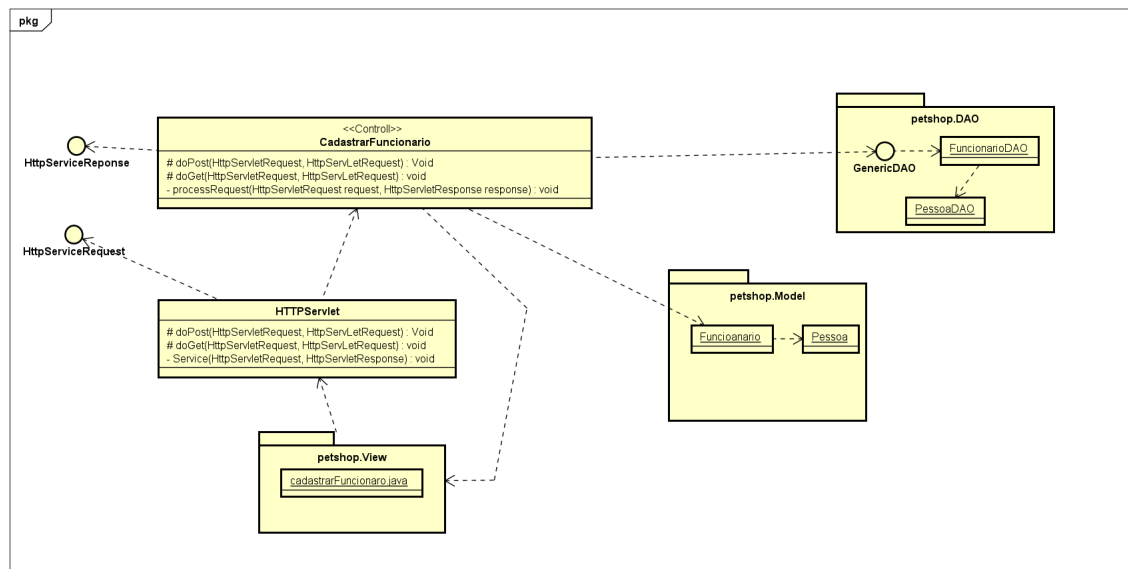 pkg
<<Controll>>
CadastrarFuncionario
# doPost(HttpServletRequest, HttpServLetRequest) : Void
# doGet(HttpServletRequest, HttpServLetRequest) : void
- processRequest(HttpServletRequest request, HttpServletResponse response) : void
HttpServiceReponse
HttpServiceRequest
petshop.DAO
GenericDAO
FuncionarioDAO
PessoaDAO
HTTPServlet
# doPost(HttpServletRequest, HttpServLetRequest) : Void
# doGet(HttpServletRequest, HttpServLetRequest) : void
- Service(HttpServletRequest, HttpServletResponse) : void
petshop.Model
Funcioanario
Pessoa
petshop.View
cadastrarFuncionaro.java